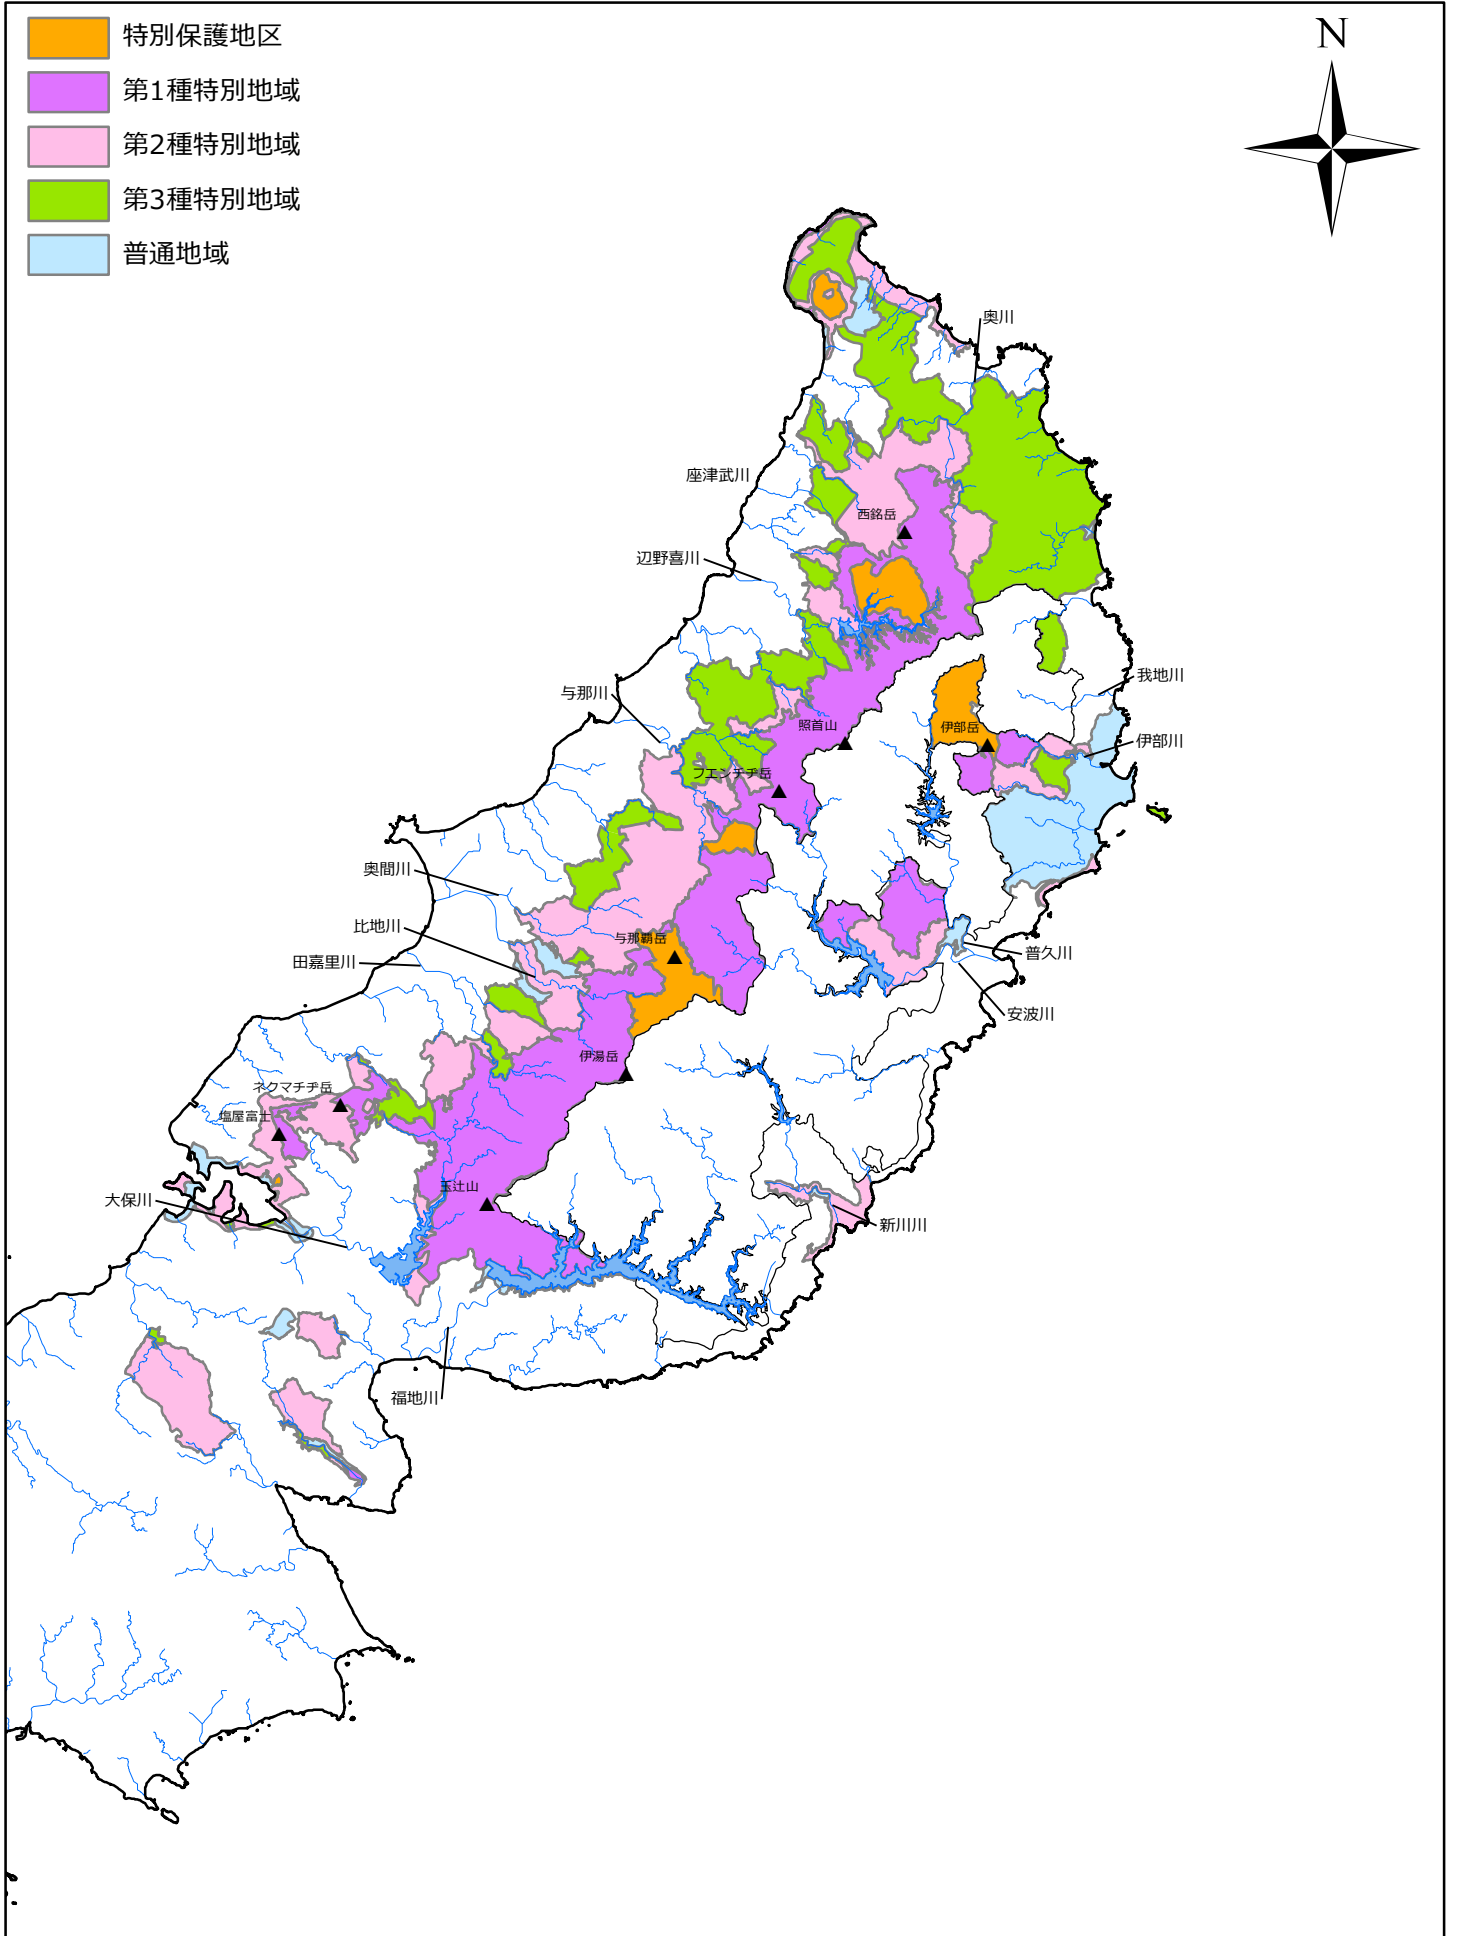 特別保護地区
第1種特別地域
第2種特別地域
第3種特別地域
普通地域
N
奥川
座津武川
西銘岳
辺野喜川
我地川
与那川
照首山
伊部岳
伊部川
フエンチヂ岳
奥間川
比地川
与那覇岳
普久川
田嘉里川
安波川
伊湯岳
ネクマチヂ岳
塩屋富士
玉辻山
大保川
新川川
福地川